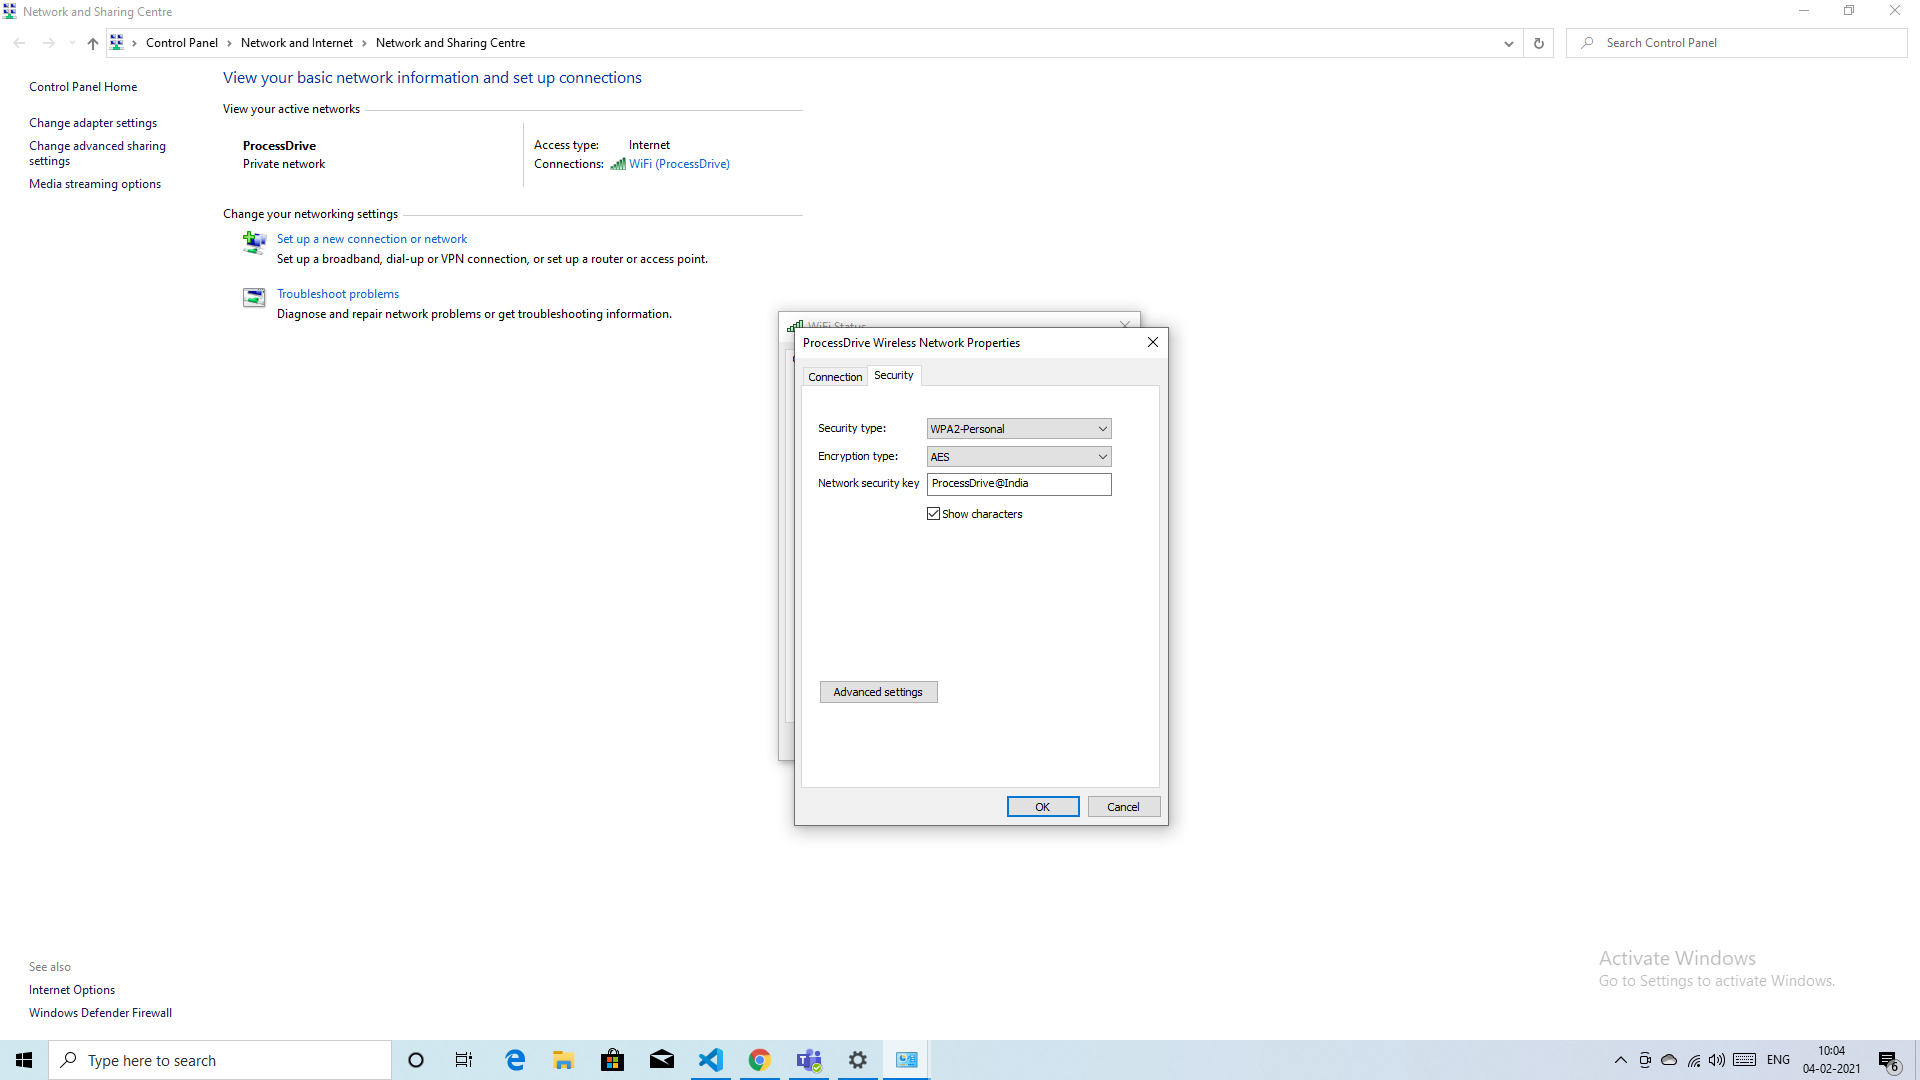 Network and Sharing Centre
Control Panel > Network and Internet > Network and Sharing Centre
Search Control Panel
Control Panel Home
Change adapter settings
Change advanced sharing
settings
Media streaming options
View your basic network information and set up connections
View your active networks
ProcessDrive
Private network
Access type: Internet
Connections: WiFi (ProcessDrive)
Change your networking settings
Set up a new connection or network
Set up a broadband, dial-up or VPN connection, or set up a router or access point.
Troubleshoot problems
Diagnose and repair network problems or get troubleshooting information.
WiFi Status
ProcessDrive Wireless Network Properties
Connection
Security
Security type: WPA2-Personal
Encryption type: AES
Network security key ProcessDrive@India
Show characters
Advanced settings
OK
Cancel
See also
Internet Options
Windows Defender Firewall
Activate Windows
Go to Settings to activate Windows.
Type here to search
ENG
10:04
04-02-2021
6